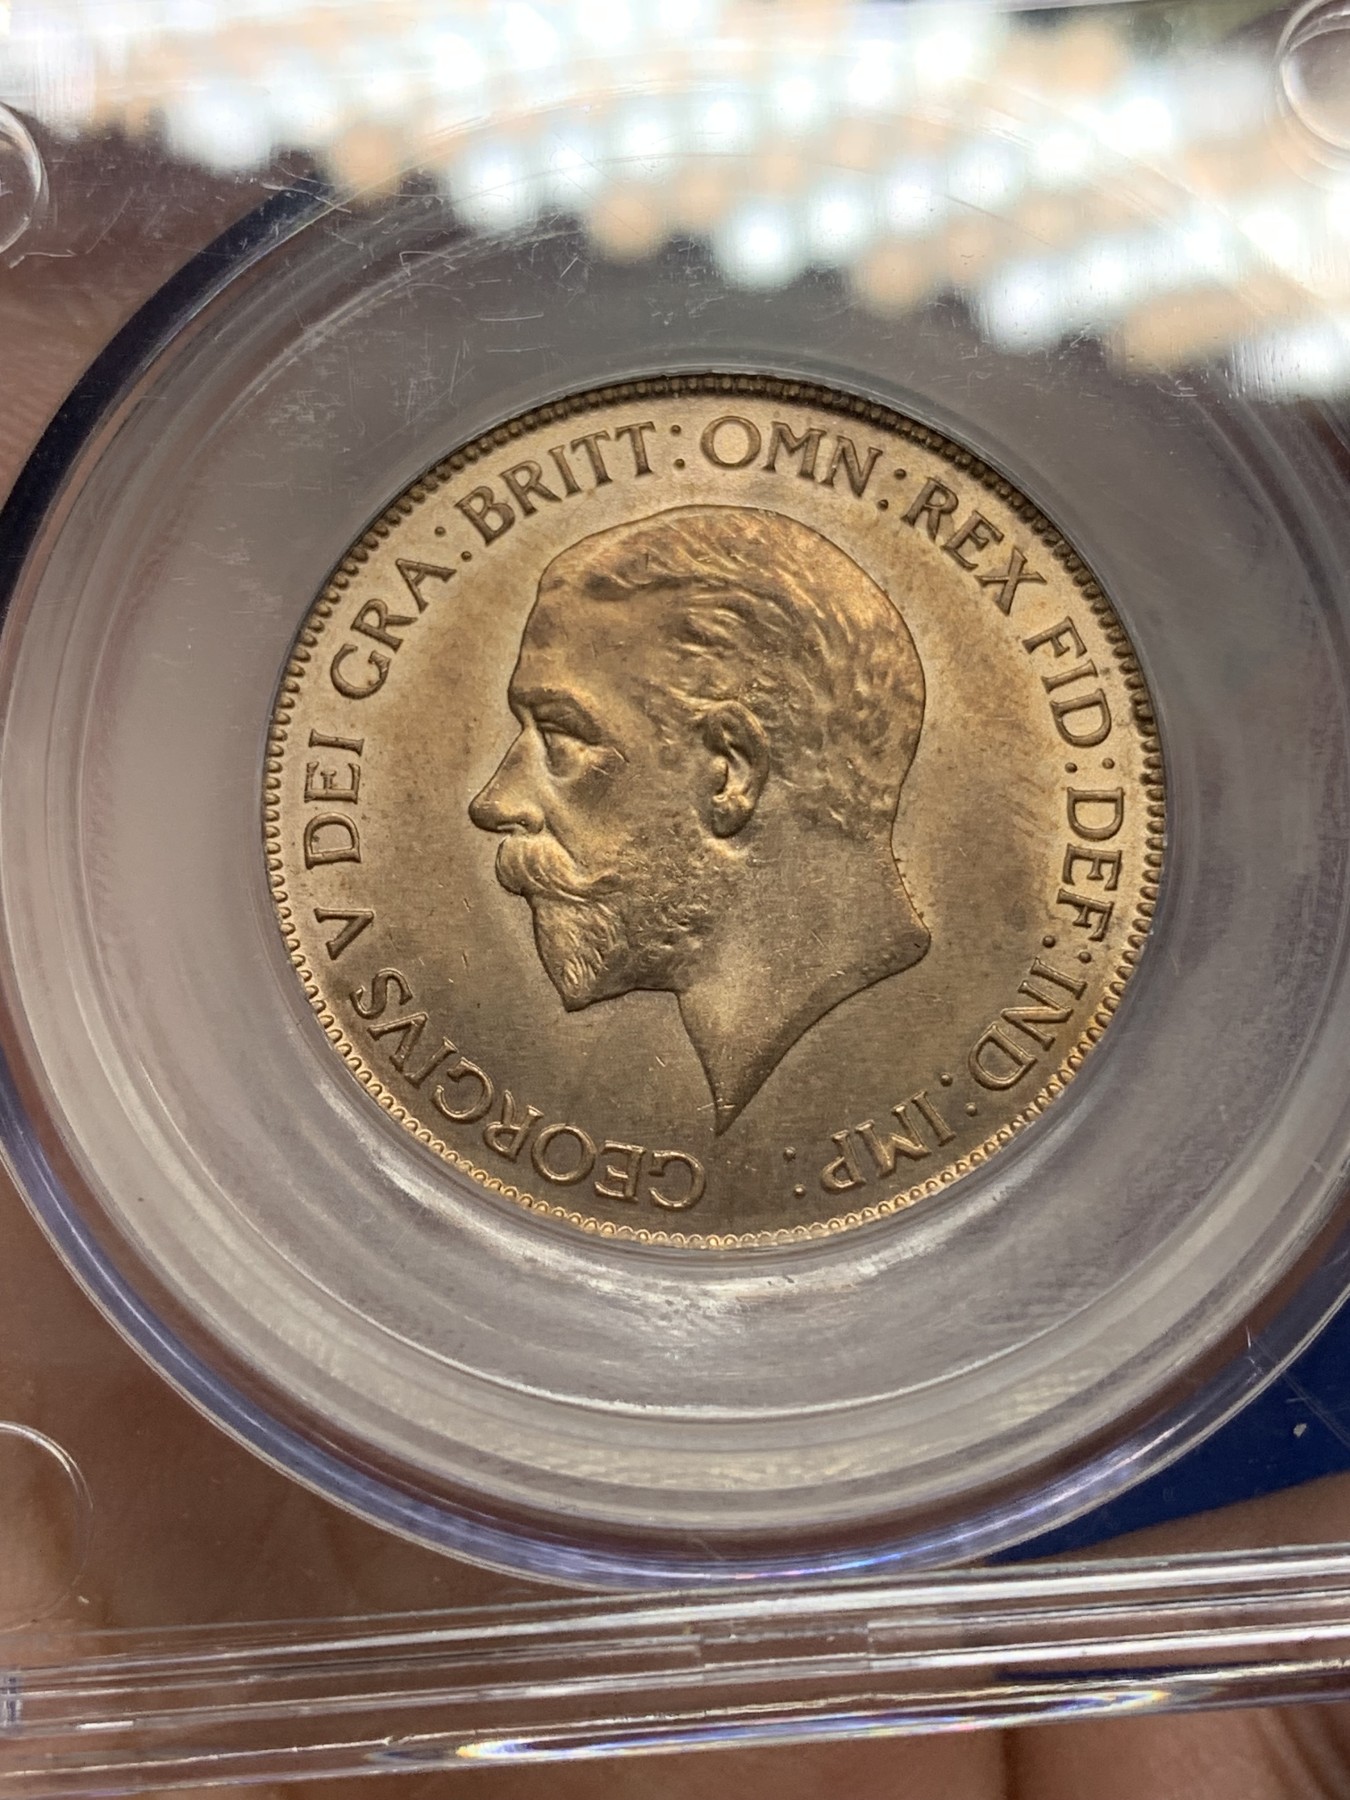 GEORGIVS V DEI GRA: BRITT: OMN: REX FID: DEF: IND: IMP: